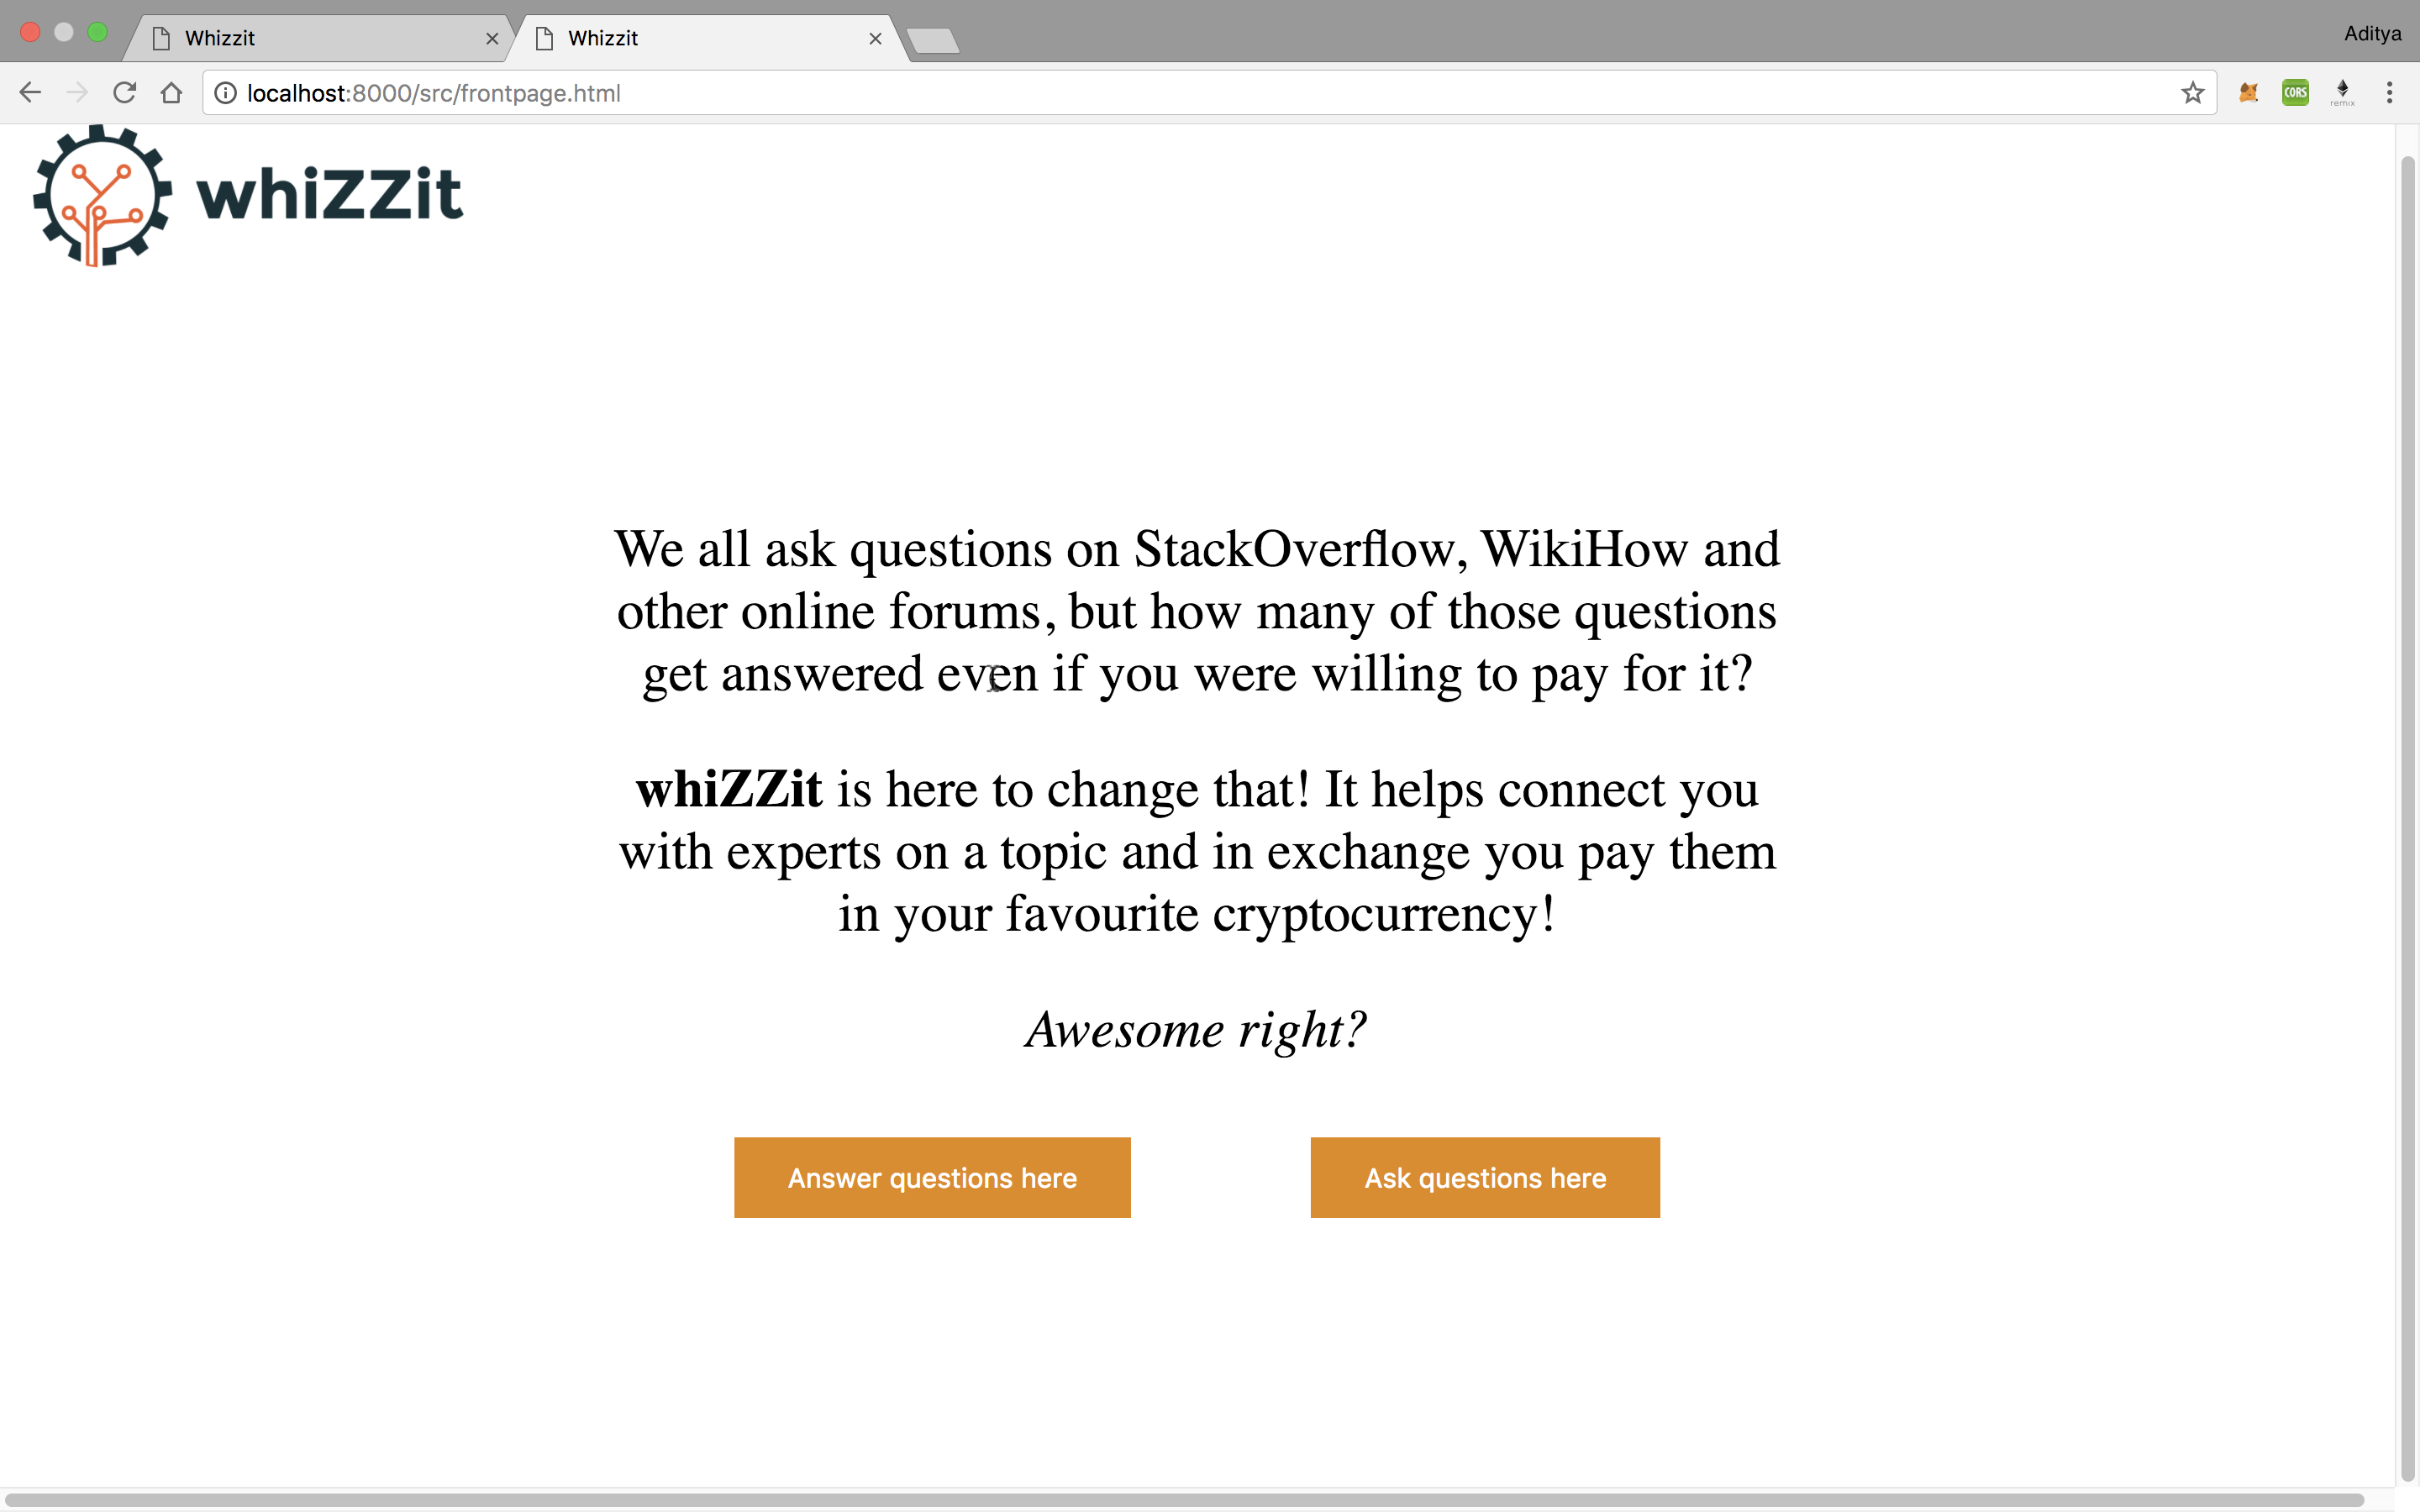 Whizzit
Whizzit
Aditya
localhost:8000/src/frontpage.html
CORS
remix
whiZZit
We all ask questions on StackOverflow, WikiHow and
other online forums, but how many of those questions
get answered even if you were willing to pay for it?
whiZZit is here to change that! It helps connect you
with experts on a topic and in exchange you pay them
in your favourite cryptocurrency!
Awesome right?
Answer questions here
Ask questions here